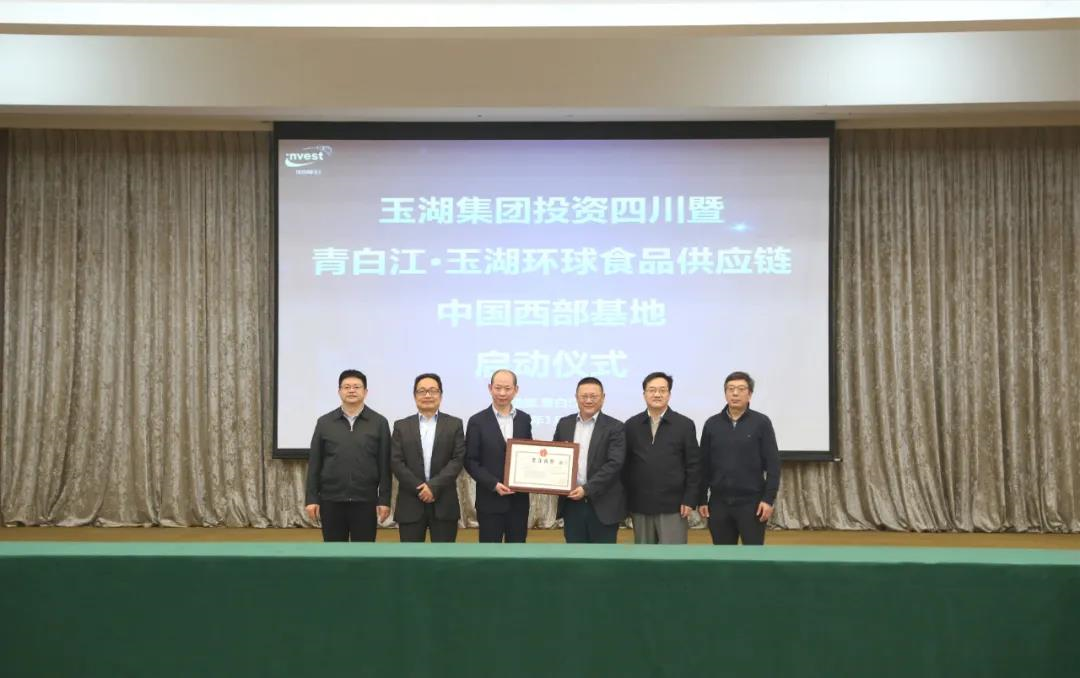 invest
玉湖集团投资四川暨
青白江·玉湖环球食品供应链
中国西部基地
启动仪式